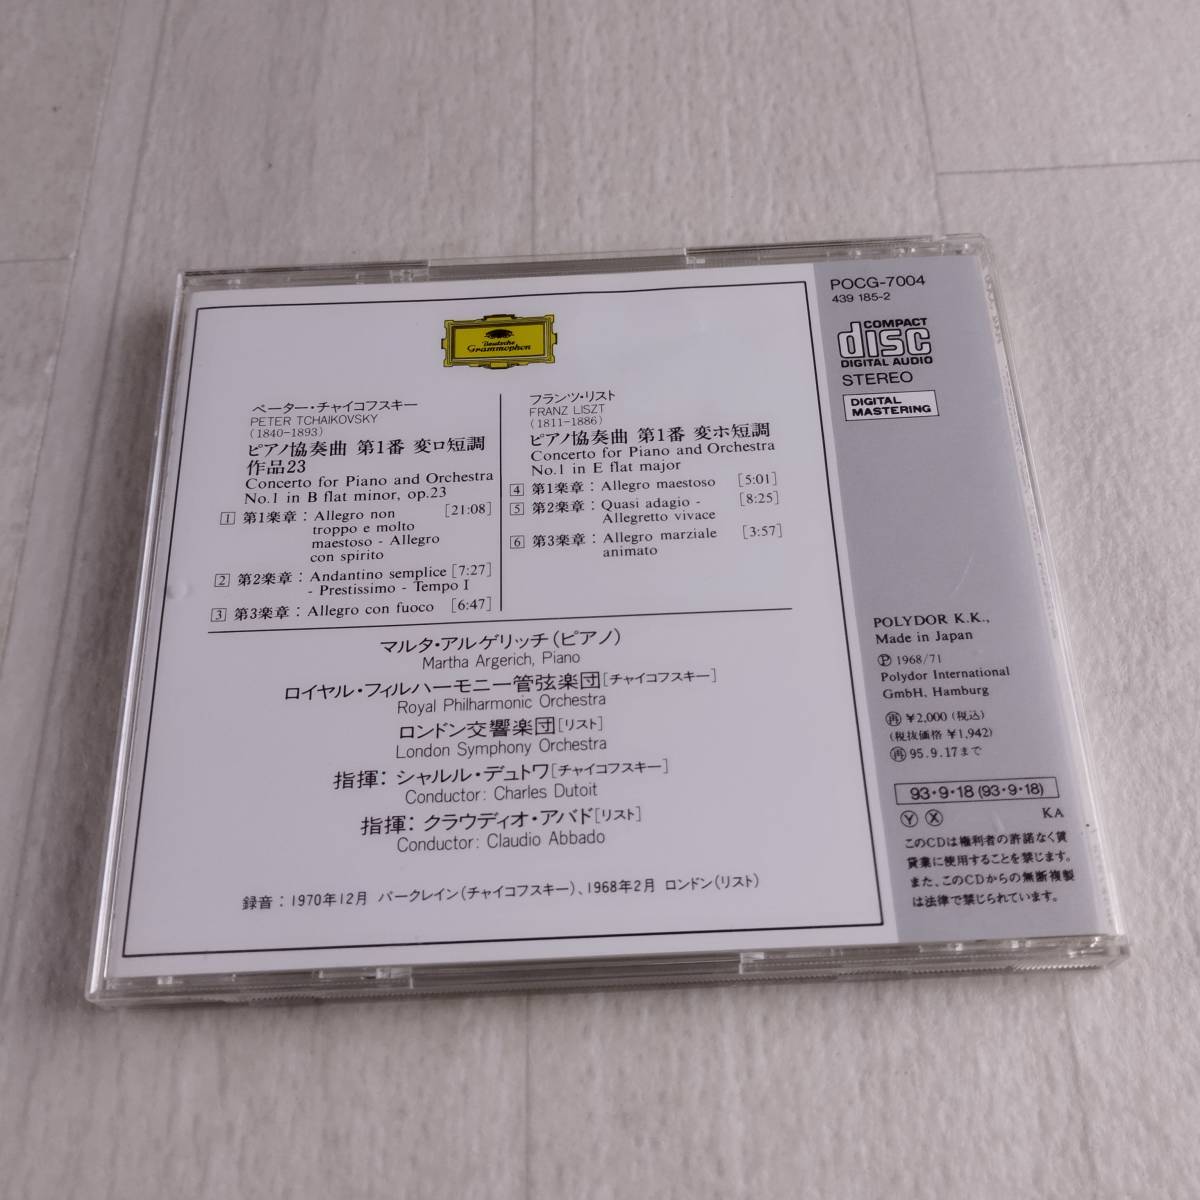 Deutsche
Grammophon
ペーター・チャイコフスキー
PETER TCHAIKOVSKY
(1840-1893)
ピアノ協奏曲 第1番 変ロ短調
作品23
Concerto for Piano and Orchestra
No.1 in B flat minor, op.23
1 第1楽章: Allegro non [21:08]
troppo e molto
maestoso - Allegro
con spirito
2 第2楽章: Andantino semplice [7:27]
- Prestissimo - Tempo I
3 第3楽章: Allegro con fuoco [6:47]
フランツ・リスト
FRANZ LISZT
(1811-1886)
ピアノ協奏曲 第1番 変ホ短調
Concerto for Piano and Orchestra
No.1 in E flat major
4 第1楽章: Allegro maestoso [5:01]
5 第2楽章: Quasi adagio - [8:25]
Allegretto vivace
6 第3楽章: Allegro marziale [3:57]
animato
マルタ・アルゲリッチ(ピアノ)
Martha Argerich, Piano
ロイヤル・フィルハーモニー管弦楽団[チャイコフスキー]
Royal Philharmonic Orchestra
ロンドン交響楽団[リスト]
London Symphony Orchestra
指揮: シャルル・デュトワ[チャイコフスキー]
Conductor: Charles Dutoit
指揮: クラウディオ・アバド[リスト]
Conductor: Claudio Abbado
録音: 1970年12月 バークレイン(チャイコフスキー)、1968年2月 ロンドン(リスト)
POCG-7004
439 185-2
COMPACT
disc
DIGITAL AUDIO
STEREO
DIGITAL
MASTERING
POLYDOR K.K.,
Made in Japan
Ⓟ 1968/71
Polydor International
GmbH, Hamburg
㊢ ¥2,000 (税込)
(税抜価格 ¥1,942)
㊢ 95.9.17まで
93・9・18 (93・9・18)
Ⓨ Ⓧ KA
このCDは権利者の許諾なく賃
貸業に使用することを禁じます。
また、このCDからの無断複製
は法律で禁じられています。